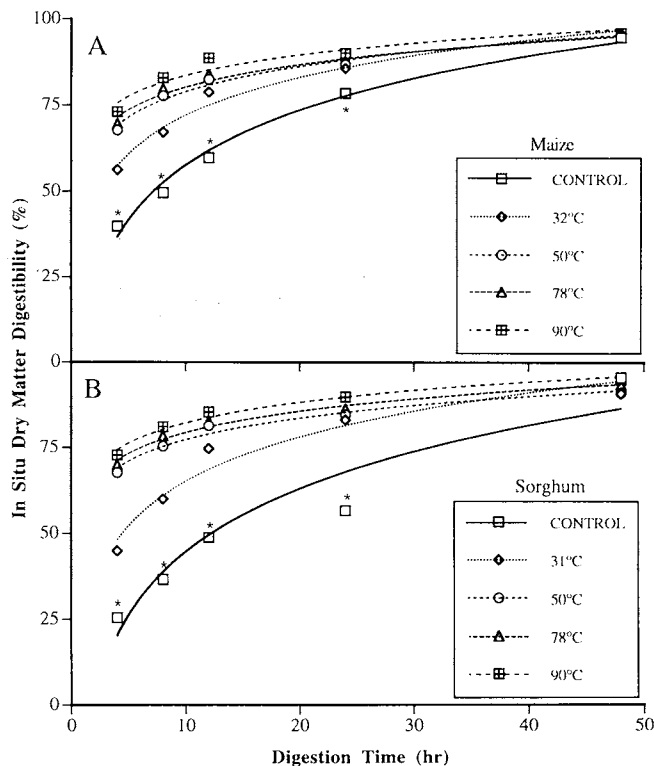 100
A
75
50
25
0
* * * *
Maize
CONTROL
32°C
50°C
78°C
90°C
B
75
50
25
0
* * * *
Sorghum
CONTROL
31°C
50°C
78°C
90°C
0 10 20 30 40 50
Digestion Time (hr)
In Situ Dry Matter Digestibility (%)